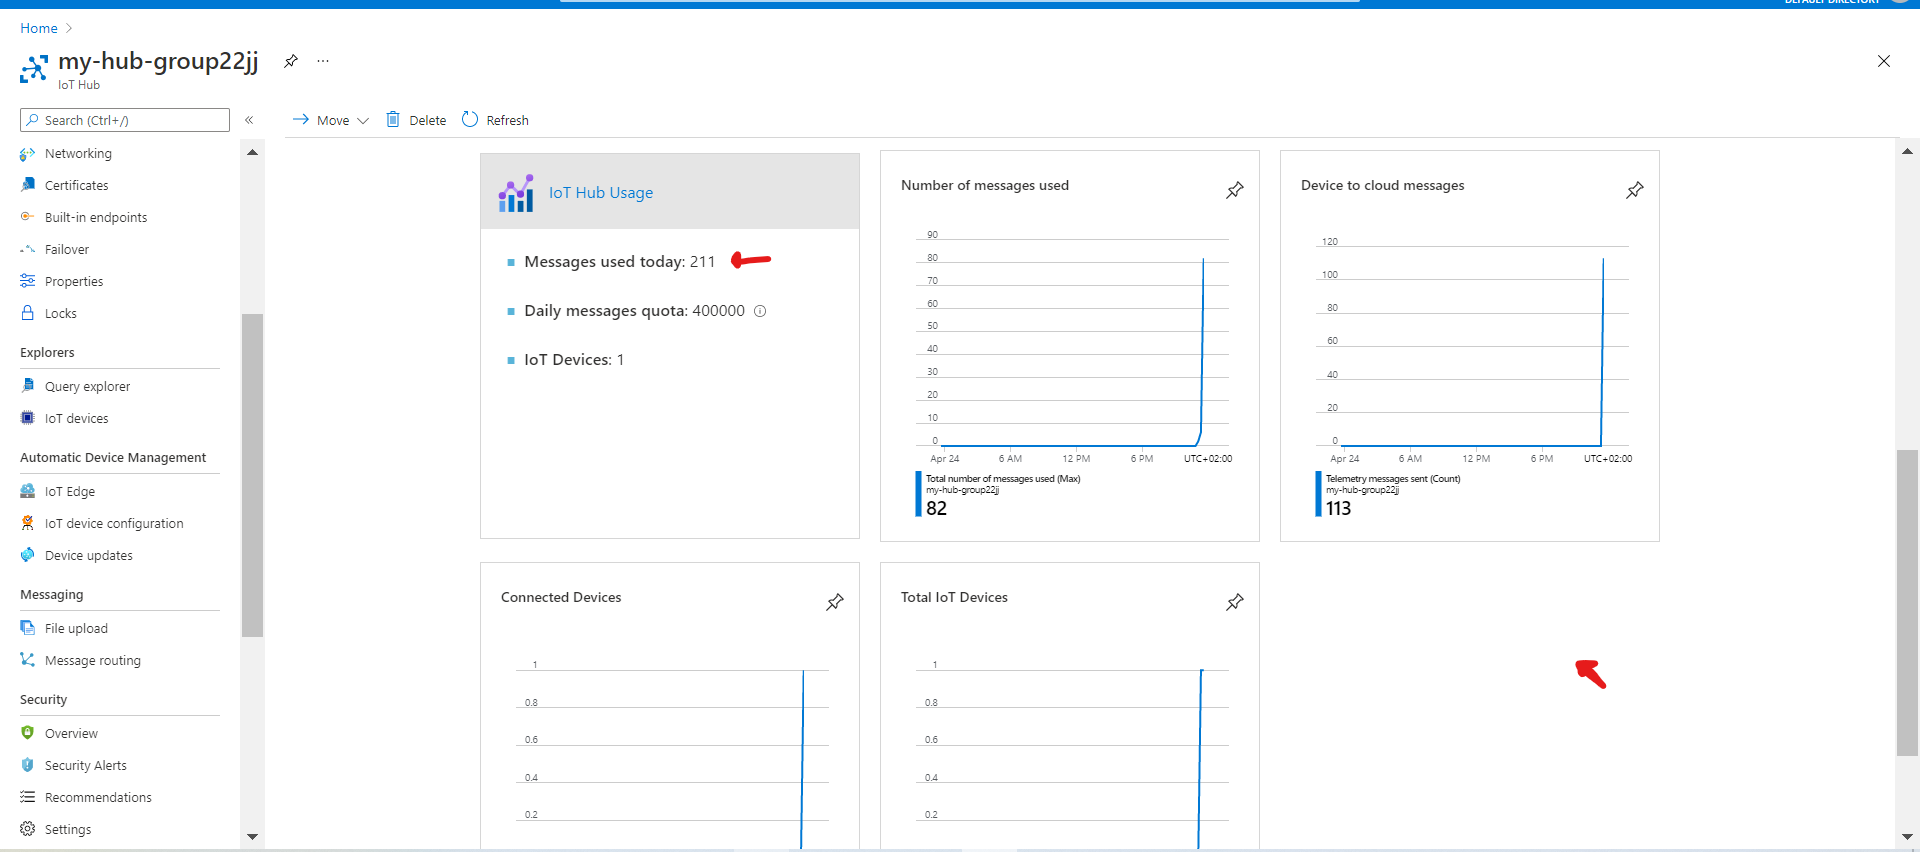 DEFAULT DIRECTORY
Home
my-hub-group22jj
IoT Hub
Search (Ctrl+/)
Move
Delete
Refresh
Networking
Certificates
Built-in endpoints
Failover
Properties
Locks
Explorers
Query explorer
IoT devices
Automatic Device Management
IoT Edge
IoT device configuration
Device updates
Messaging
File upload
Message routing
Security
Overview
Security Alerts
Recommendations
Settings
IoT Hub Usage
Messages used today: 211
Daily messages quota: 400000
IoT Devices: 1
Number of messages used
90
80
70
60
50
40
30
20
10
0
Apr 24 6 AM 12 PM 6 PM UTC+02:00
Total number of messages used (Max)
my-hub-group22jj
82
Device to cloud messages
120
100
80
60
40
20
0
Apr 24 6 AM 12 PM 6 PM UTC+02:00
Telemetry messages sent (Count)
my-hub-group22jj
113
Connected Devices
1
0.8
0.6
0.4
0.2
Total IoT Devices
1
0.8
0.6
0.4
0.2